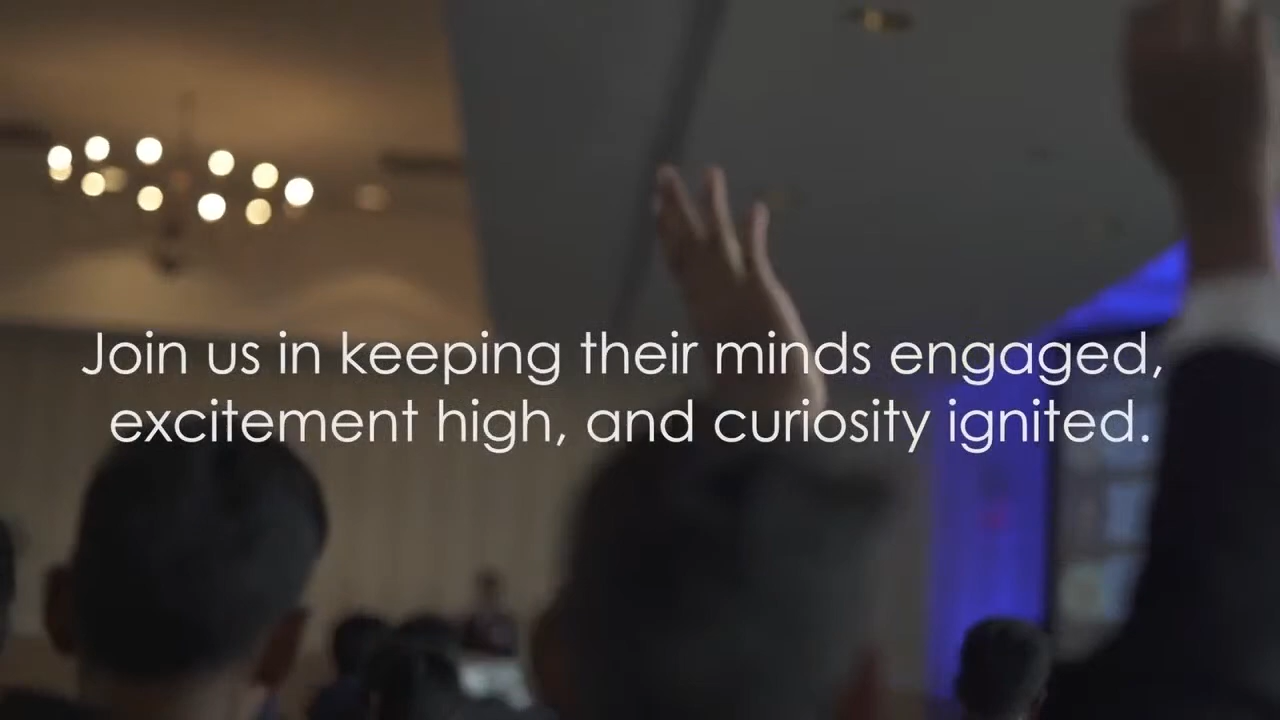 Join us in keeping their minds engaged,
excitement high, and curiosity ignited.